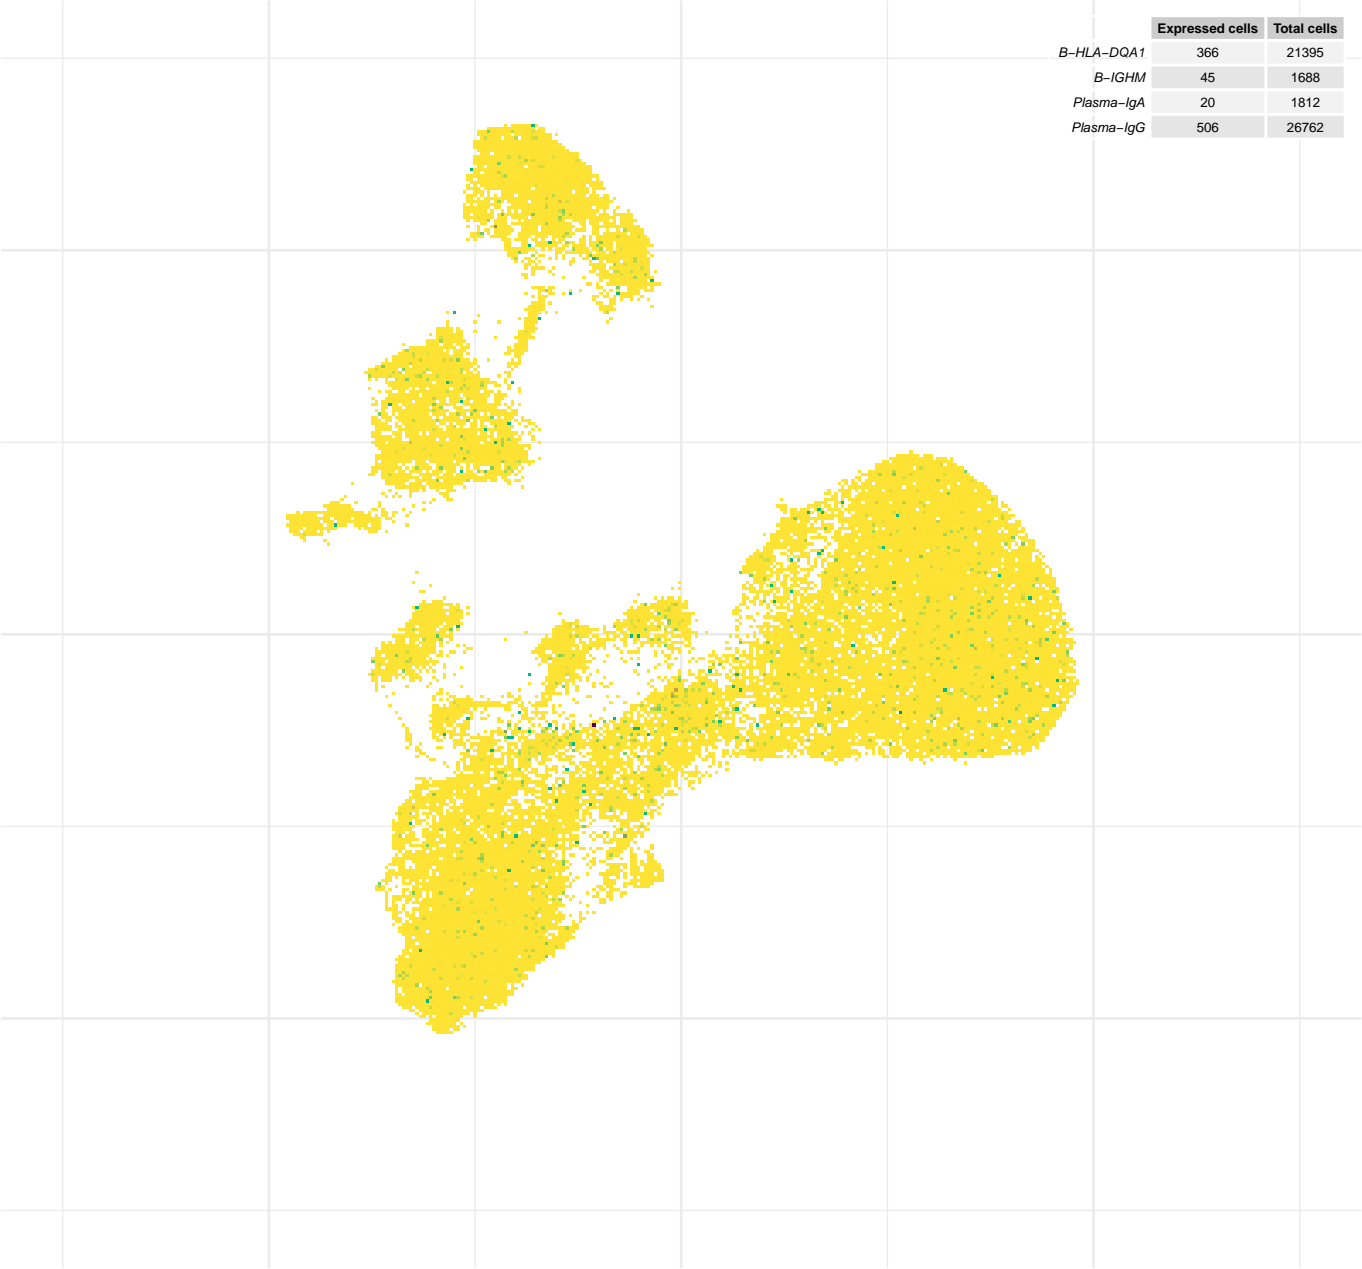 Expressed cells Total cells
B–HLA–DQA1 366 21395
B–IGHM 45 1688
Plasma–IgA 20 1812
Plasma–IgG 506 26762